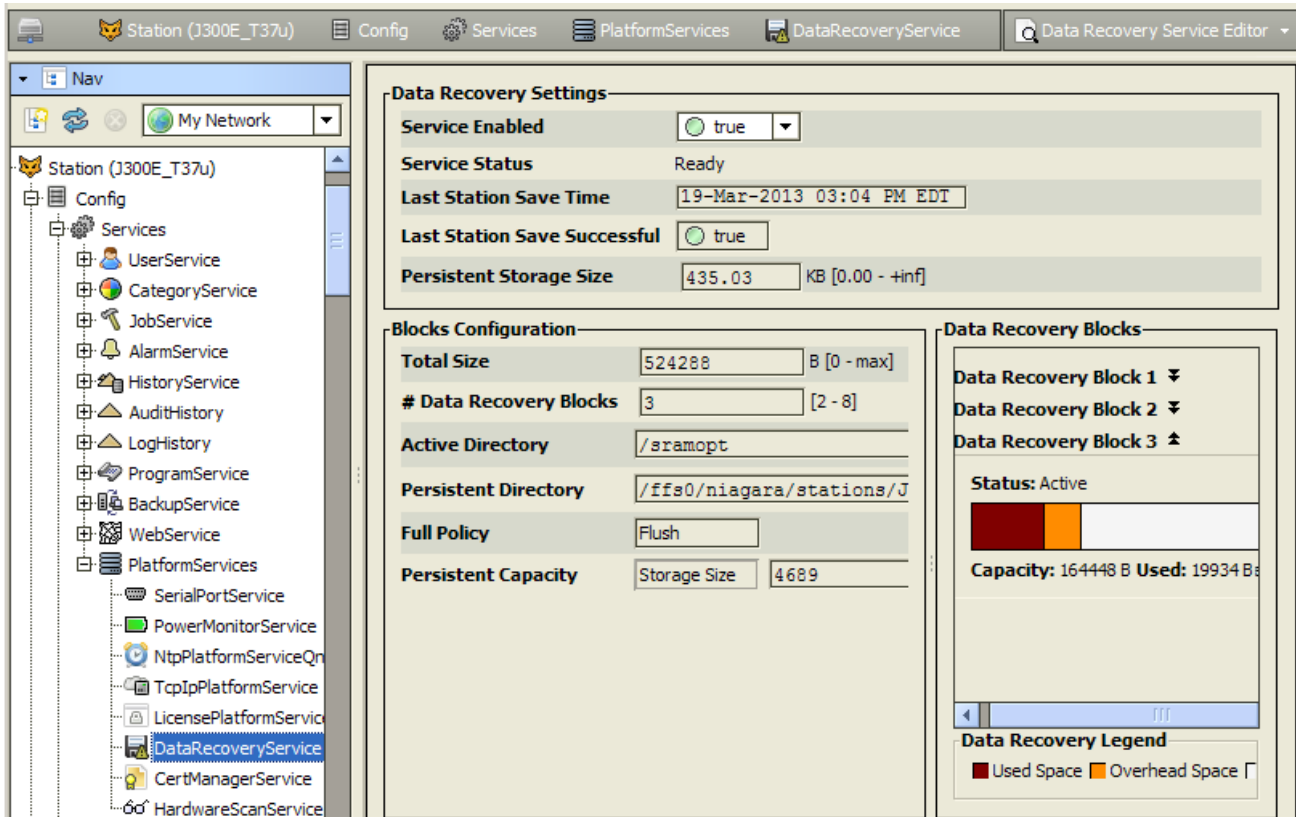 Station (J300E_T37u) Config Services PlatformServices DataRecoveryService Data Recovery Service Editor
Nav
My Network
Station (J300E_T37u)
Config
Services
UserService
CategoryService
JobService
AlarmService
HistoryService
AuditHistory
LogHistory
ProgramService
BackupService
WebService
PlatformServices
SerialPortService
PowerMonitorService
NtpPlatformServiceQn
TcpIpPlatformService
LicensePlatformServic
DataRecoveryService
CertManagerService
HardwareScanService
Data Recovery Settings
Service Enabled true
Service Status Ready
Last Station Save Time 19-Mar-2013 03:04 PM EDT
Last Station Save Successful true
Persistent Storage Size 435.03 KB [0.00 - +inf]
Blocks Configuration
Total Size 524288 B [0 - max]
# Data Recovery Blocks 3 [2 - 8]
Active Directory /sramopt
Persistent Directory /ffs0/niagara/stations/J
Full Policy Flush
Persistent Capacity Storage Size 4689
Data Recovery Blocks
Data Recovery Block 1
Data Recovery Block 2
Data Recovery Block 3
Status: Active
Capacity: 164448 B Used: 19934 B
Data Recovery Legend
Used Space Overhead Space